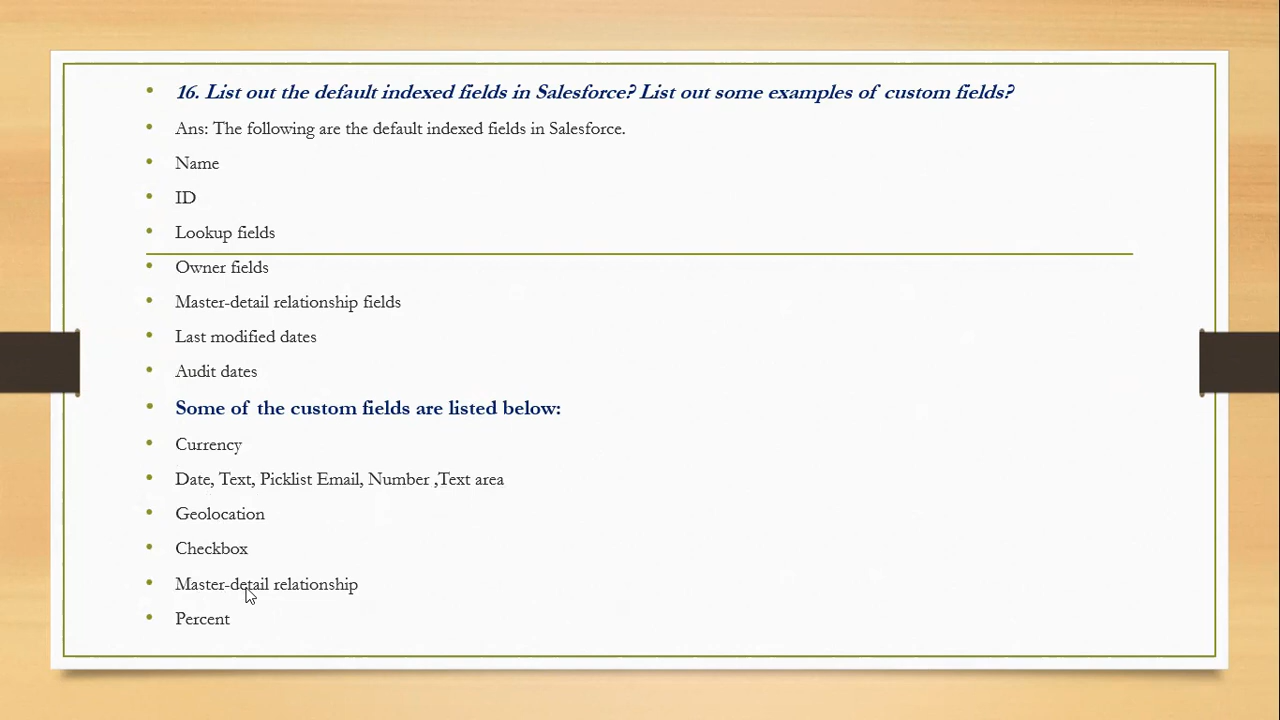 16. List out the default indexed fields in Salesforce? List out some examples of custom fields?
Ans: The following are the default indexed fields in Salesforce.
Name
ID
Lookup fields
Owner fields
Master-detail relationship fields
Last modified dates
Audit dates
Some of the custom fields are listed below:
Currency
Date, Text, Picklist Email, Number ,Text area
Geolocation
Checkbox
Master-detail relationship
Percent